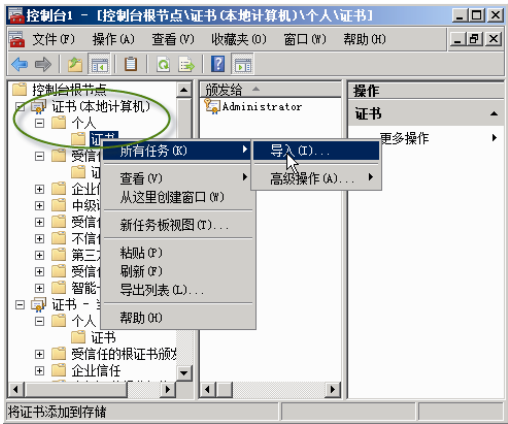 控制台1 - [控制台根节点\证书(本地计算机)\个人\证书]
文件(F) 操作(A) 查看(V) 收藏夹(O) 窗口(W) 帮助(H)
控制台根节点
证书(本地计算机)
个人
证书
受信任
证
企业信
中级证
受信任
不信任
第三方
受信任
智能卡
证书 - 当
个人
证书
受信任的根证书颁发
企业信任
所有任务(K)
查看(V)
从这里创建窗口(W)
新任务板视图(T)...
粘贴(P)
刷新(F)
导出列表(L)...
帮助(H)
导入(I)...
高级操作(A)...
颁发给
Administrator
操作
证书
更多操作
将证书添加到存储